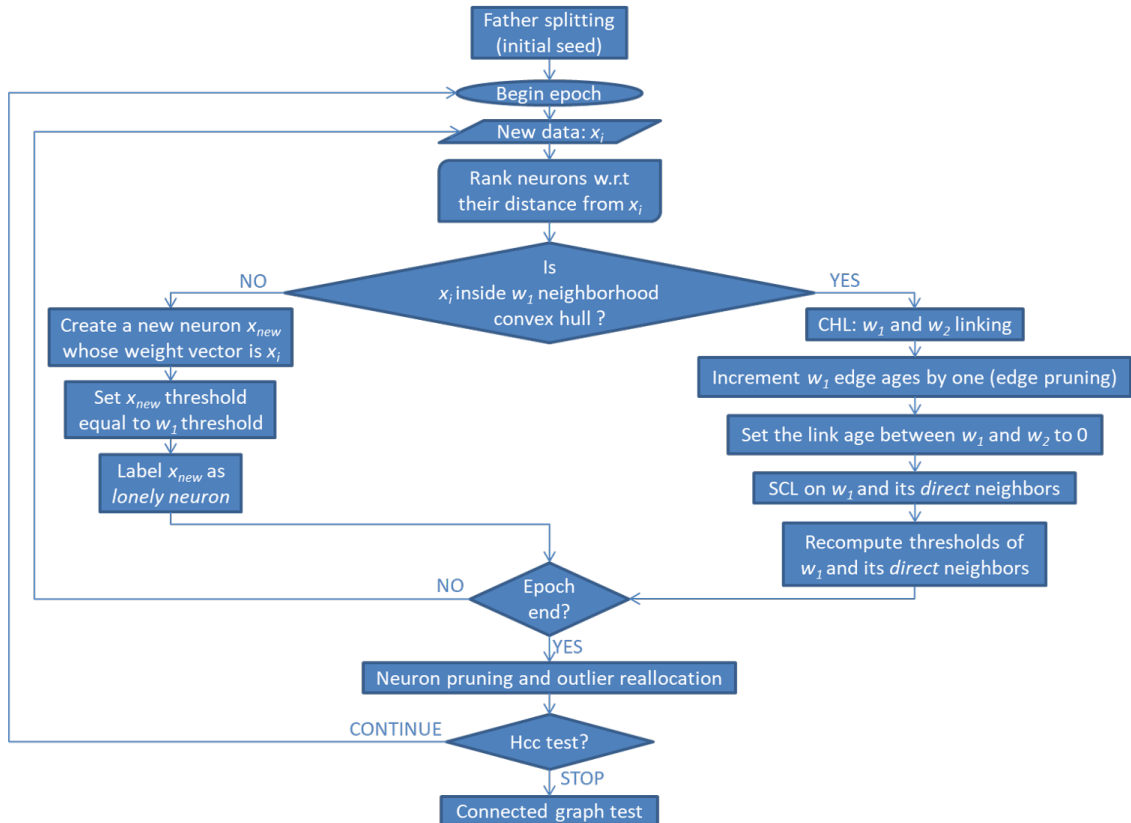 Father splitting
(initial seed)
Begin epoch
New data: xi
Rank neurons w.r.t
their distance from xi
Is
xi inside w1 neighborhood
convex hull ?
NO
YES
Create a new neuron xnew
whose weight vector is xi
Set xnew threshold
equal to w1 threshold
Label xnew as
lonely neuron
CHL: w1 and w2 linking
Increment w1 edge ages by one (edge pruning)
Set the link age between w1 and w2 to 0
SCL on w1 and its direct neighbors
Recompute thresholds of
w1 and its direct neighbors
NO
Epoch
end?
YES
Neuron pruning and outlier reallocation
CONTINUE
Hcc test?
STOP
Connected graph test